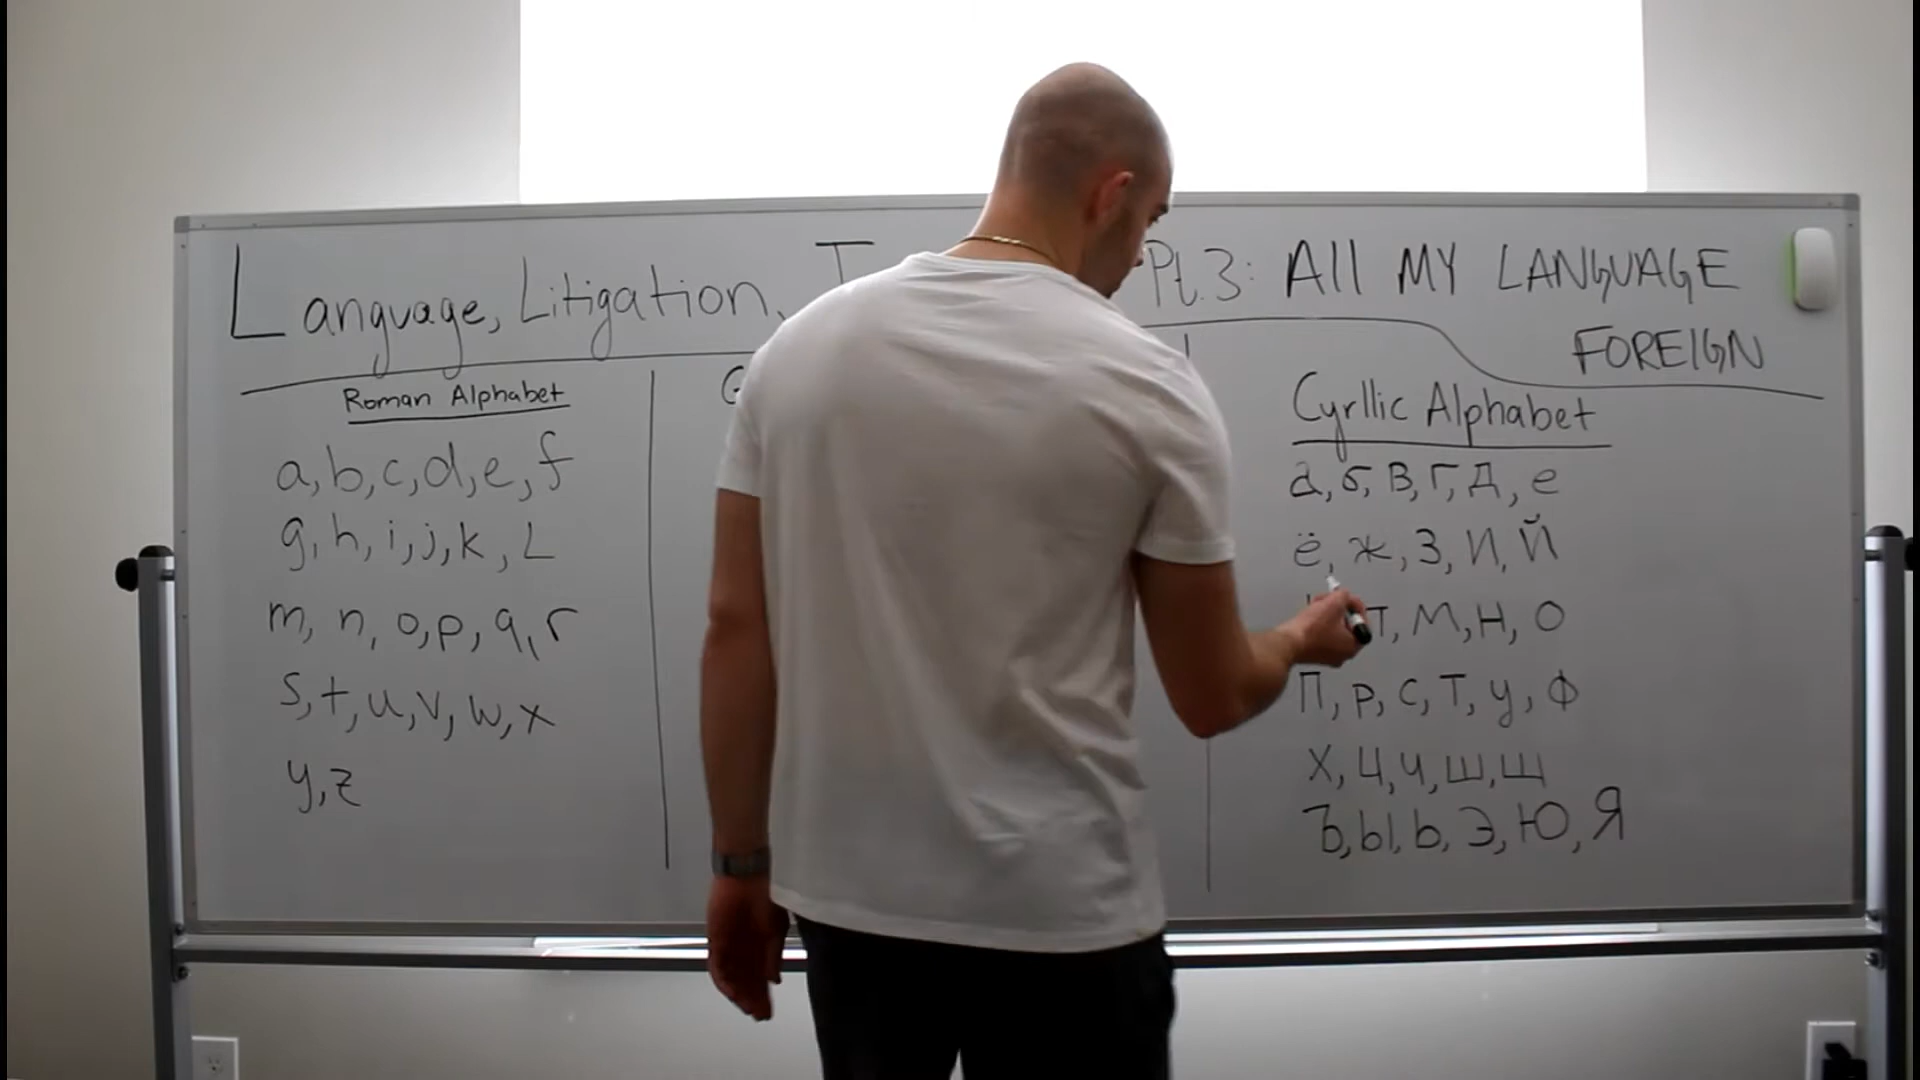 Language, Litigation, Pt.3: All MY LANGUAGE
FOREIGN
Roman Alphabet
a, b, c, d, e, f
g, h, i, j, k, L
m, n, o, p, q, r
s, t, u, v, w, x
y, z
Cyrllic Alphabet
а, б, в, г, д, е
ё, ж, з, и, й
м, н, о
п, р, с, т, у, ф
х, ц, ч, ш, щ
ъ, ы, ь, э, ю, я